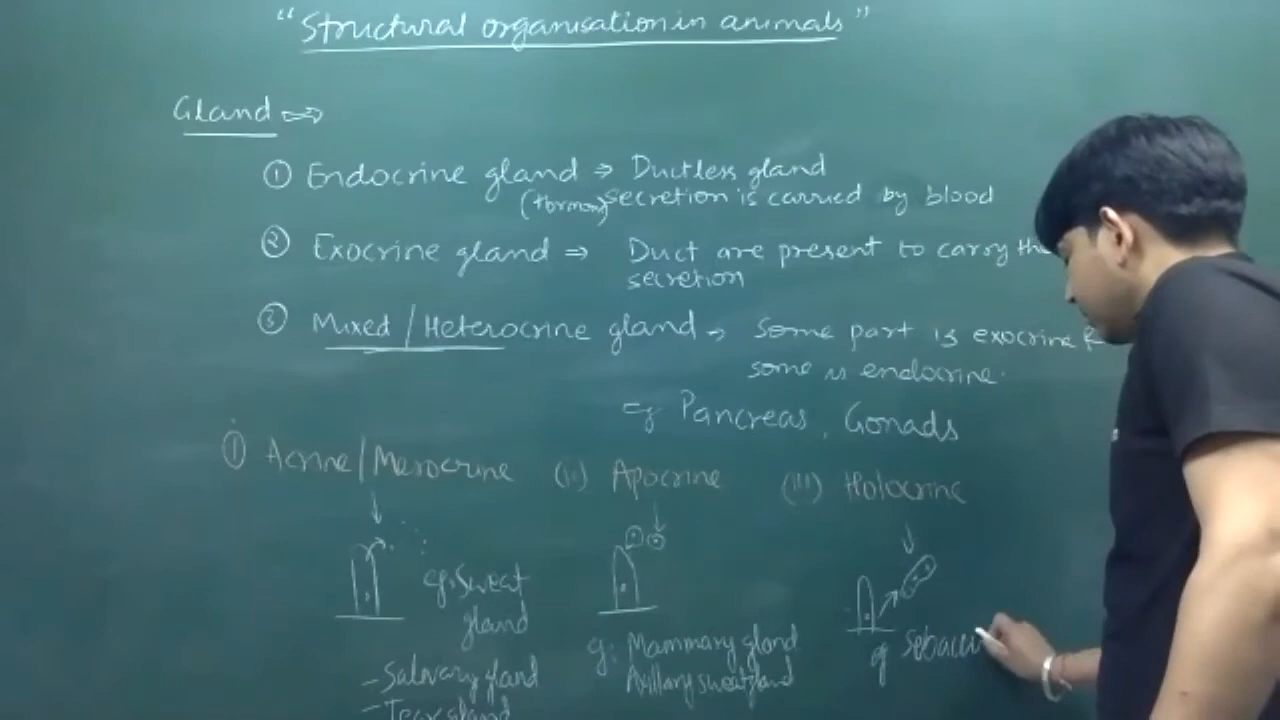 "Structural organisation in animals"
Gland ⇒
① Endocrine gland → Ductless gland
(Hormone) secretion is carried by blood
② Exocrine gland ⇒ Duct are present to carry the
secretion
③ Mixed / Heterocrine gland → Some part is exocrine &
some is endocrine.
eg Pancreas, Gonads
(i) Acrine/Merocrine (ii) Apocrine (iii) Holocrine
eg: Sweat
gland
- Salivary gland
- Tear gland
eg: Mammary gland
Axillary sweat gland
eg Sebaceu